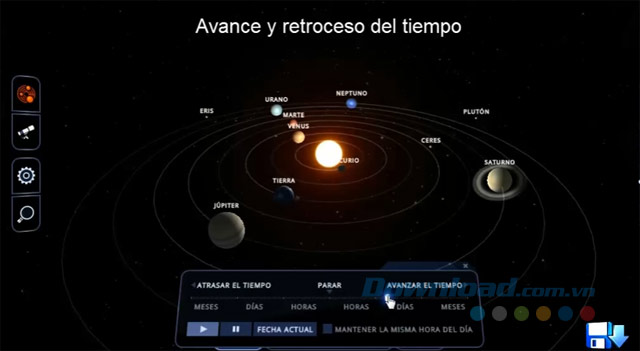 Avance y retroceso del tiempo
NEPTUNO
URANO
ERIS
MARTE
PLUTÓN
VENUS
CERES
CURIO
SATURNO
TIERRA
JÚPITER
ATRASAR EL TIEMPO PARAR AVANZAR EL TIEMPO
Download.com.vn
MESES DÍAS HORAS HORAS DÍAS MESES
FECHA ACTUAL MANTENER LA MISMA HORA DEL DÍA